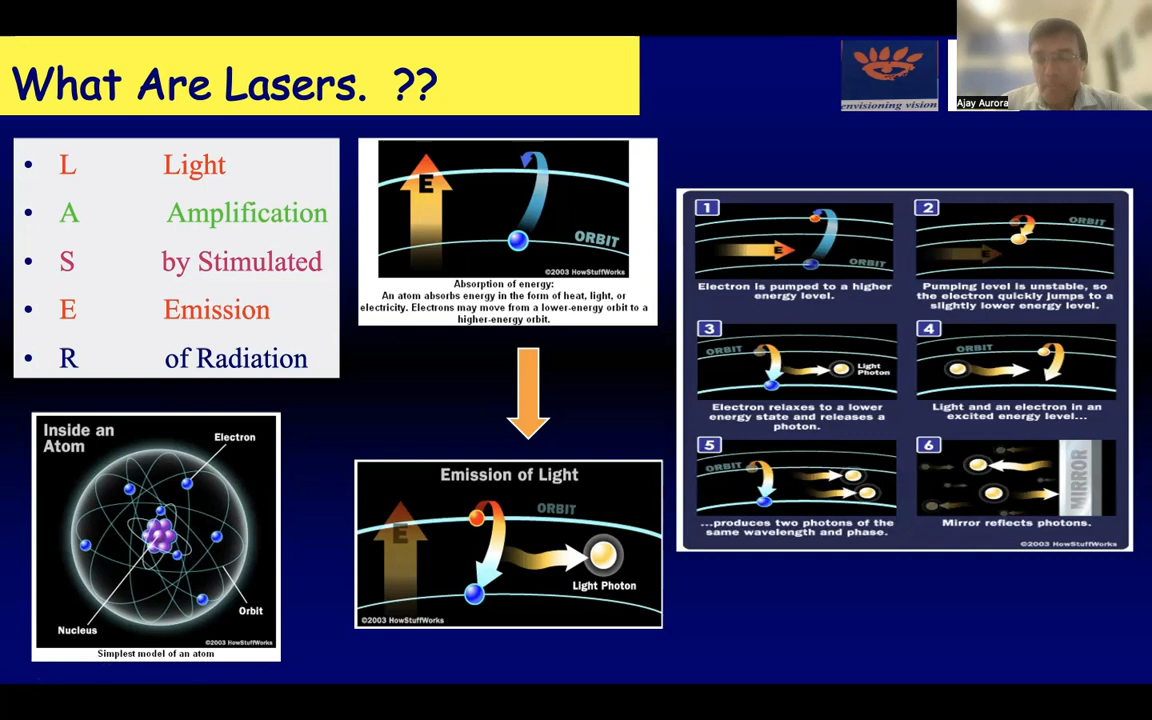 What Are Lasers. ??
envisioning vision
Ajay Aurora
• L Light
• A Amplification
• S by Stimulated
• E Emission
• R of Radiation
E
ORBIT
©2003 HowStuffWorks
Absorption of energy:
An atom absorbs energy in the form of heat, light, or
electricity. Electrons may move from a lower-energy orbit to a
higher-energy orbit.
Inside an
Atom
Electron
Orbit
Nucleus
©2003 HowStuffWorks
Simplest model of an atom
Emission of Light
E
ORBIT
Light Photon
©2003 HowStuffWorks
1
E
ORBIT
Electron is pumped to a higher
energy level.
2
ORBIT
E
Pumping level is unstable, so
the electron quickly jumps to a
slightly lower energy level.
3
ORBIT
Light
Photon
Electron relaxes to a lower
energy state and releases a
photon.
4
ORBIT
Light and an electron in an
excited energy level...
5
ORBIT
...produces two photons of the
same wavelength and phase.
6
MIRROR
Mirror reflects photons.
©2003 HowStuffWorks